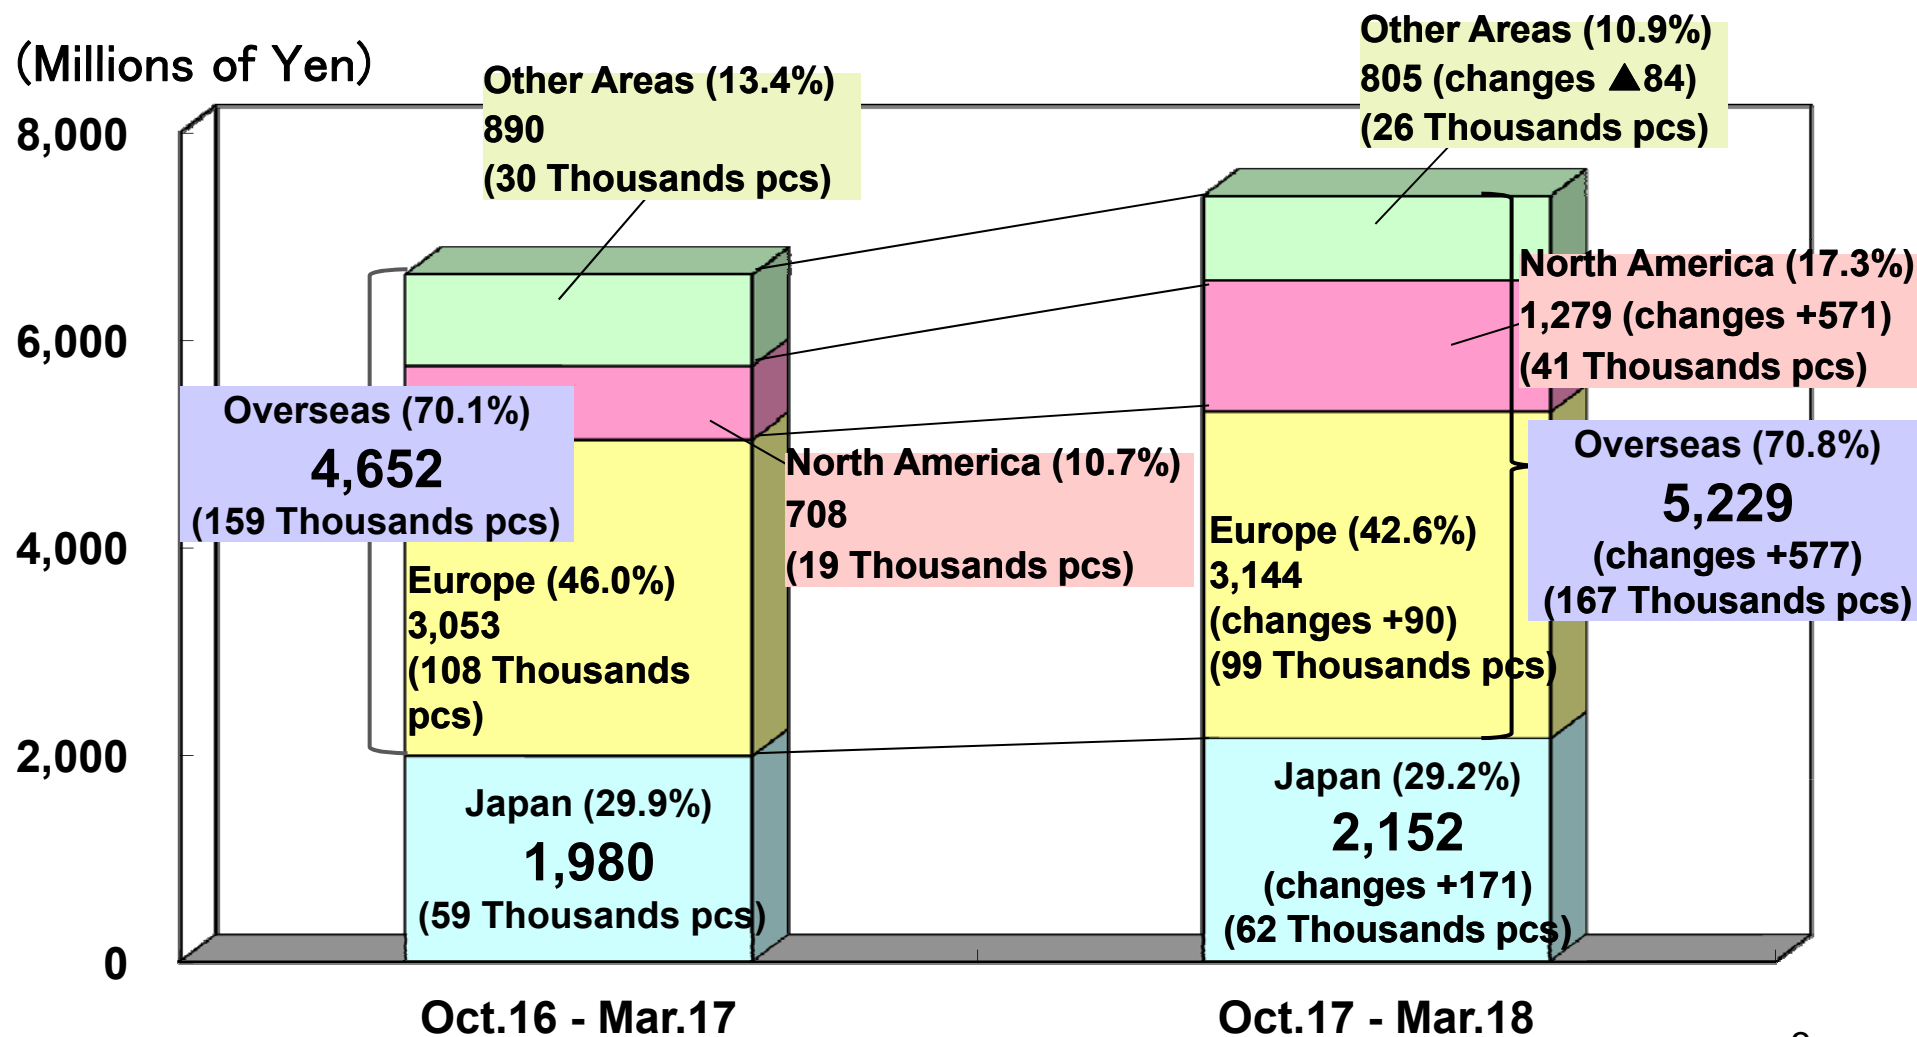 (Millions of Yen)
8,000
6,000
4,000
2,000
0
Other Areas (13.4%)
890
(30 Thousands pcs)
Overseas (70.1%)
4,652
(159 Thousands pcs)
North America (10.7%)
708
(19 Thousands pcs)
Europe (46.0%)
3,053
(108 Thousands
pcs)
Japan (29.9%)
1,980
(59 Thousands pcs)
Oct.16 - Mar.17
Other Areas (10.9%)
805 (changes ▲84)
(26 Thousands pcs)
North America (17.3%)
1,279 (changes +571)
(41 Thousands pcs)
Overseas (70.8%)
5,229
(changes +577)
(167 Thousands pcs)
Europe (42.6%)
3,144
(changes +90)
(99 Thousands pcs)
Japan (29.2%)
2,152
(changes +171)
(62 Thousands pcs)
Oct.17 - Mar.18